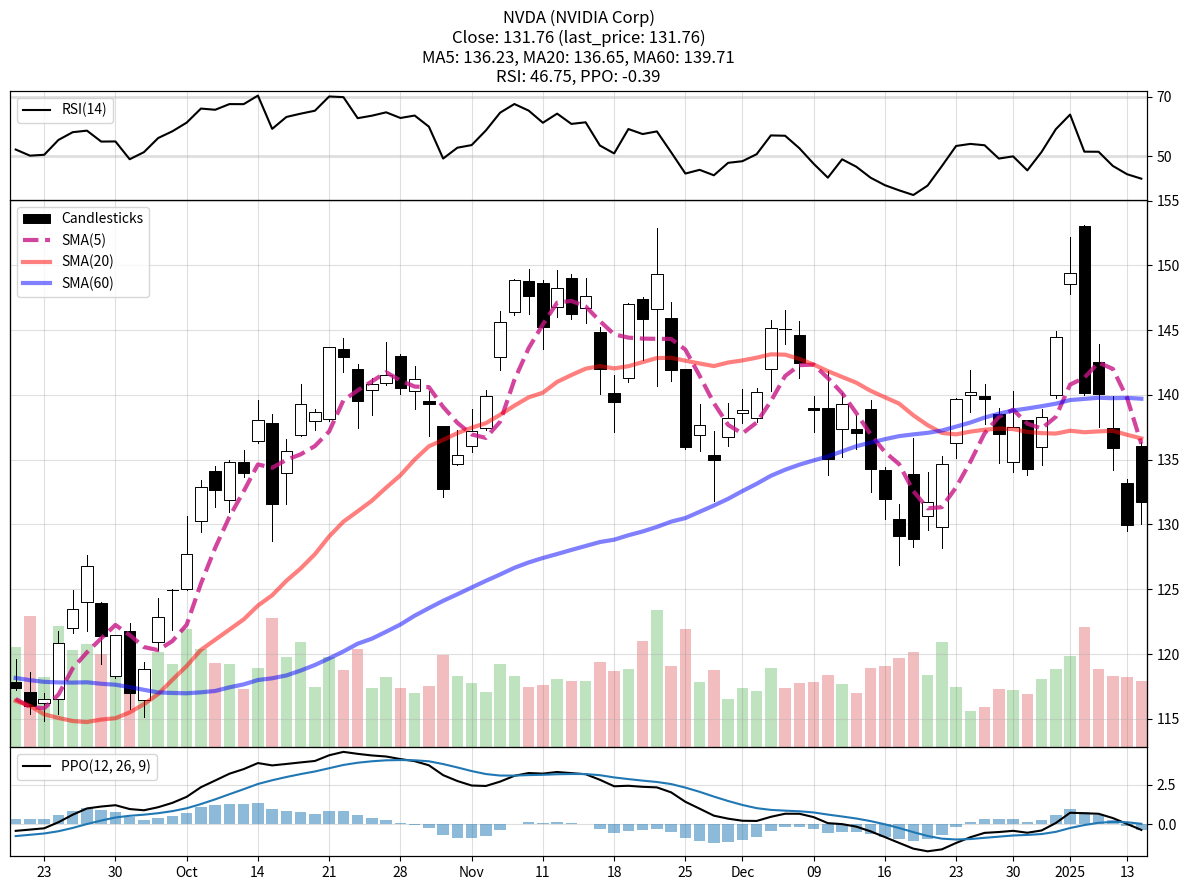 NVDA (NVIDIA Corp)
Close: 131.76 (last_price: 131.76)
MA5: 136.23, MA20: 136.65, MA60: 139.71
RSI: 46.75, PPO: -0.39
RSI(14)
70
50
Candlesticks
SMA(5)
SMA(20)
SMA(60)
155
150
145
140
135
130
125
120
115
PPO(12, 26, 9)
2.5
0.0
23 30 Oct 14 21 28 Nov 11 18 25 Dec 09 16 23 30 2025 13